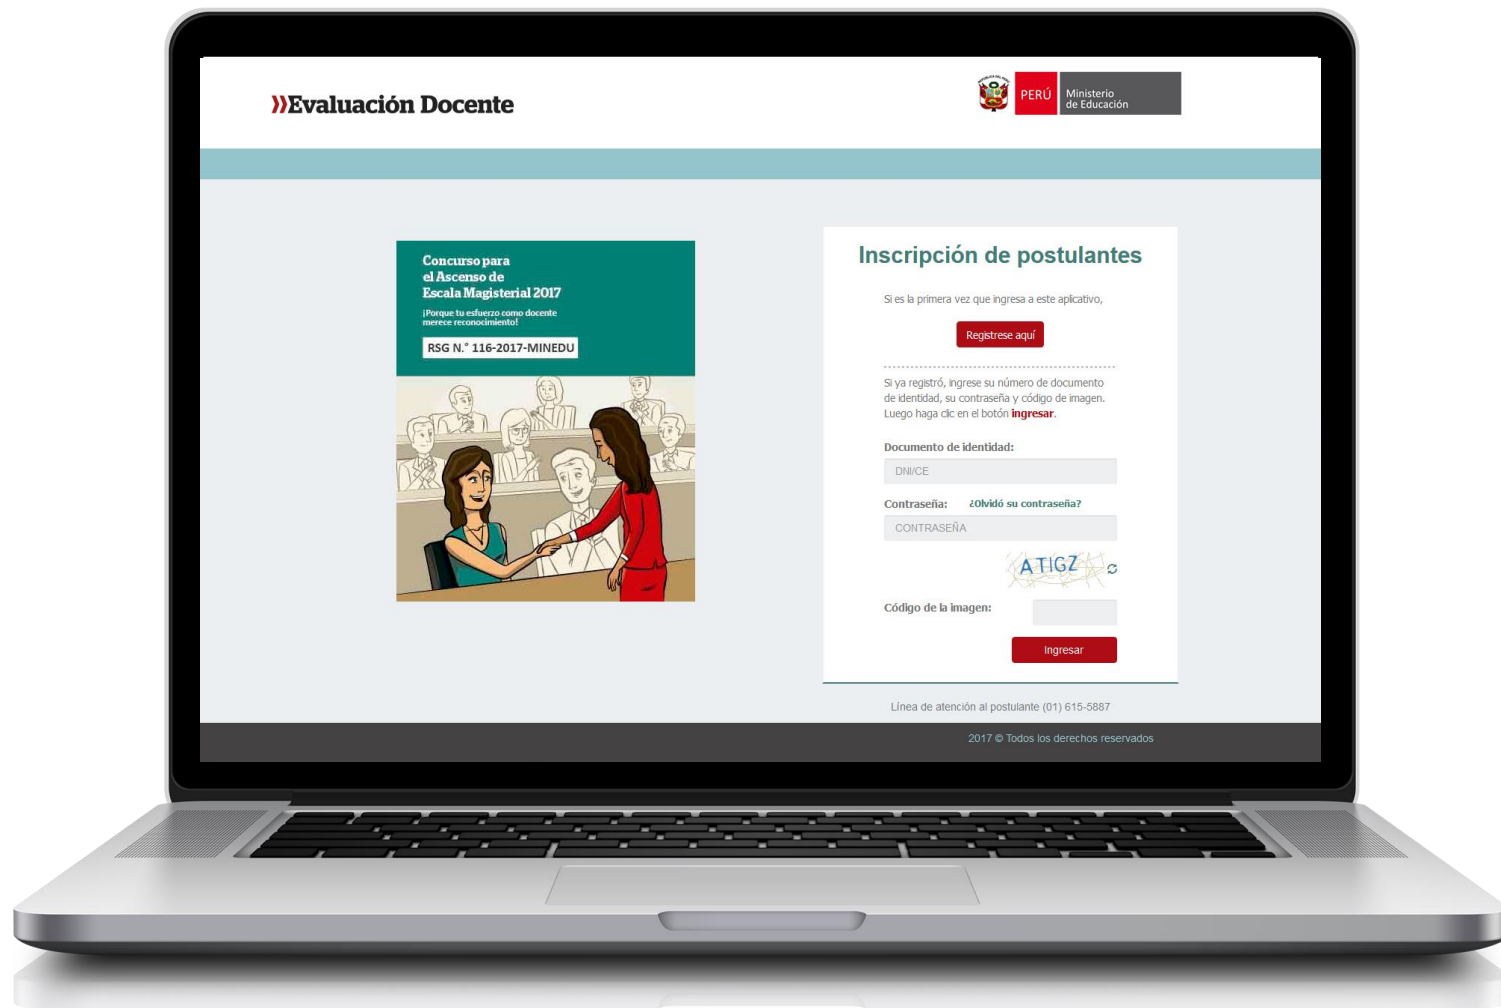 ⟩⟩Evaluación Docente
PERÚ
Ministerio
de Educación
Concurso para
el Ascenso de
Escala Magisterial 2017
¡Porque tu esfuerzo como docente
merece reconocimiento!
RSG N.° 116-2017-MINEDU
Inscripción de postulantes
Si es la primera vez que ingresa a este aplicativo,
Registrese aquí
Si ya registró, ingrese su número de documento
de identidad, su contraseña y código de imagen.
Luego haga clic en el botón ingresar.
Documento de identidad:
DNI/CE
Contraseña: ¿Olvidó su contraseña?
CONTRASEÑA
ATIGZ
Código de la imagen:
Ingresar
Línea de atención al postulante (01) 615-5887
2017 © Todos los derechos reservados